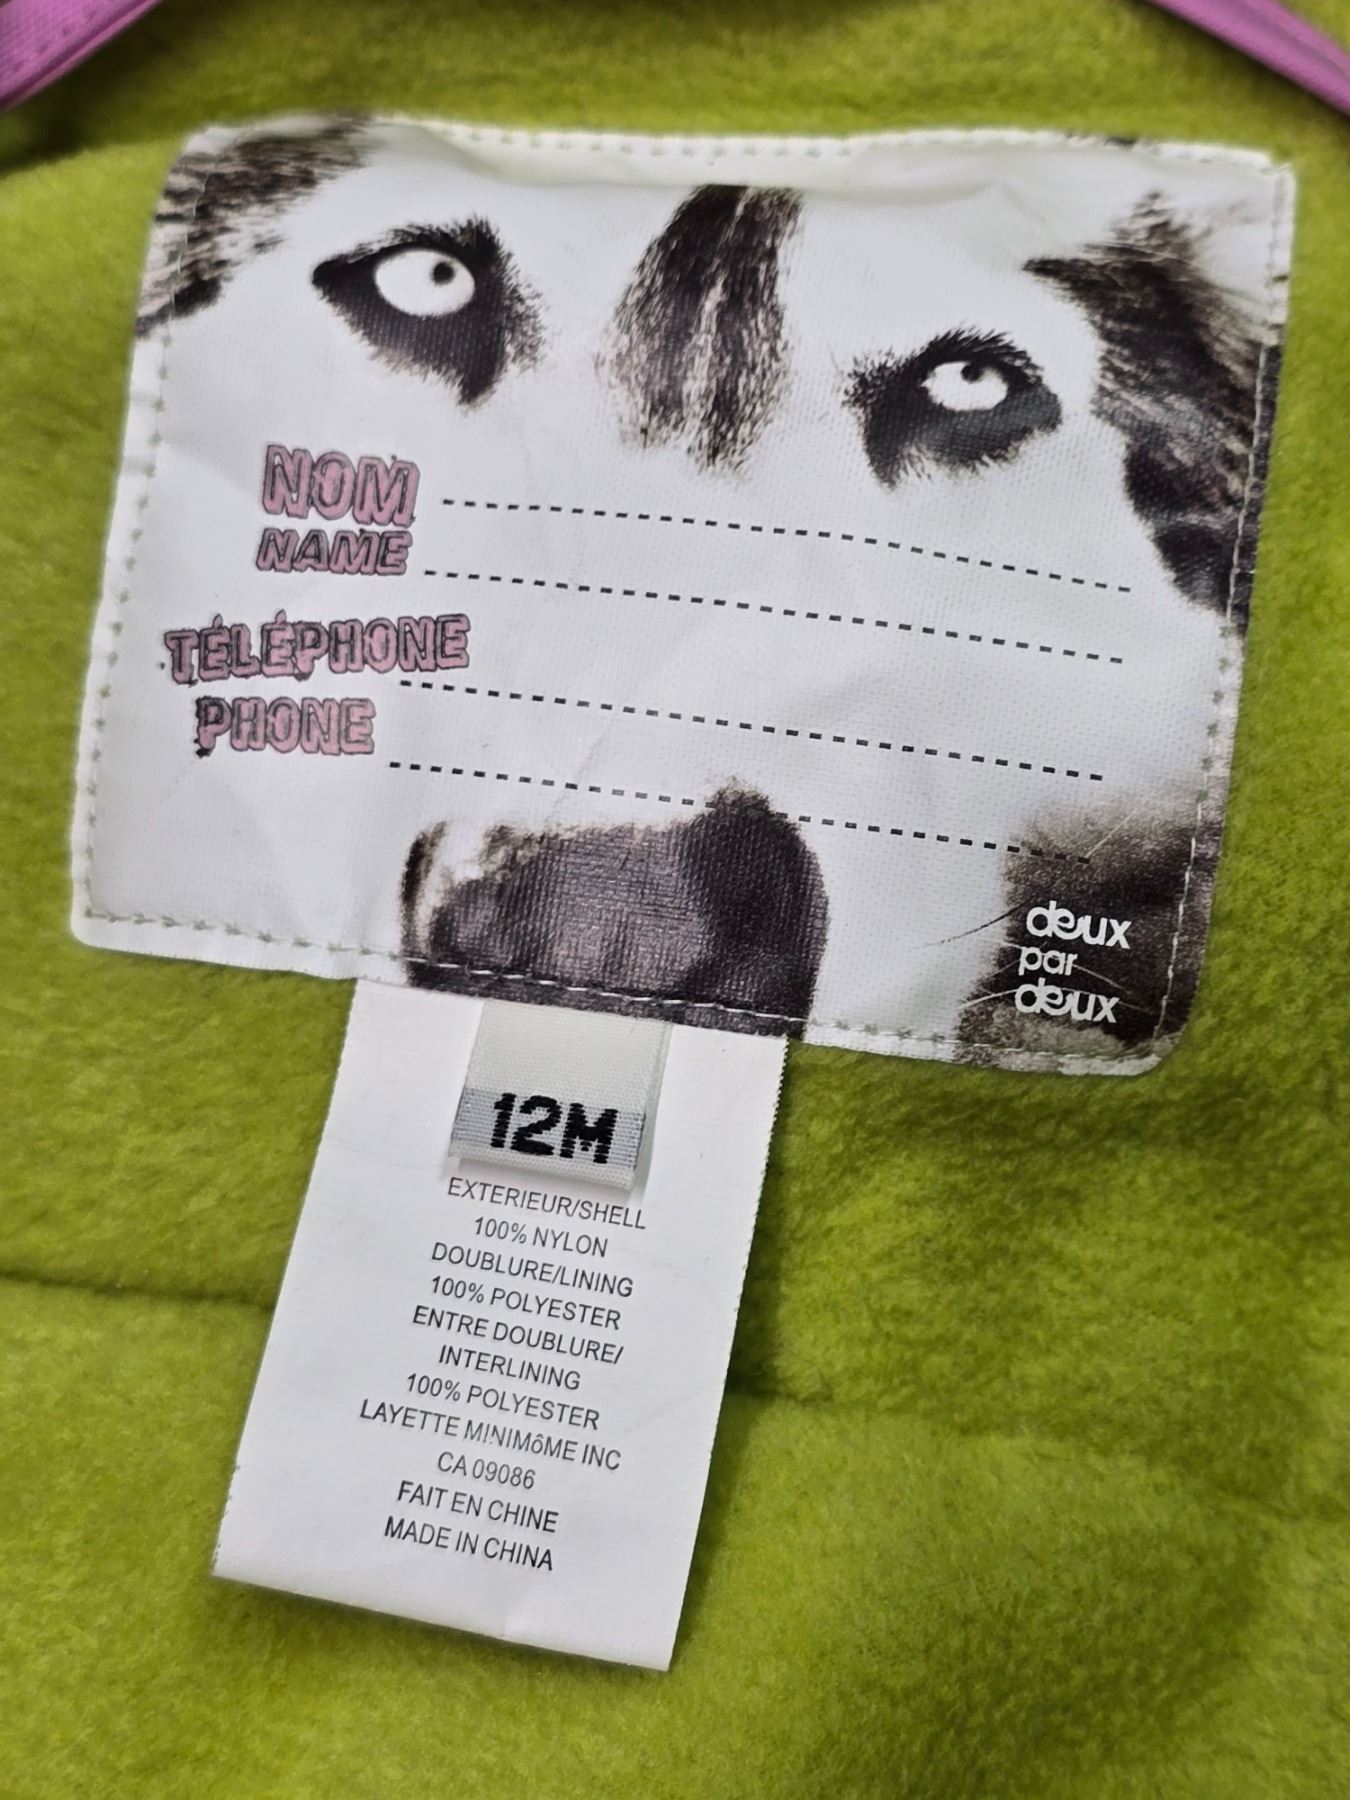 NOM
NAME
TÉLÉPHONE
PHONE
deux
par
deux
12M
EXTERIEUR/SHELL
100% NYLON
DOUBLURE/LINING
100% POLYESTER
ENTRE DOUBLURE/
INTERLINING
100% POLYESTER
LAYETTE MINIMôME INC
CA 09086
FAIT EN CHINE
MADE IN CHINA